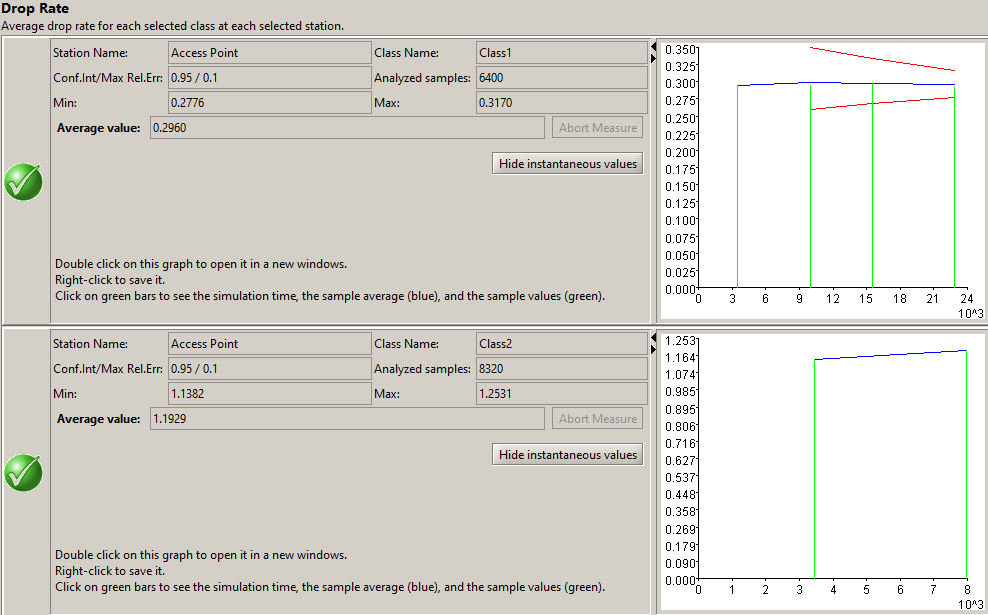 Drop Rate
Average drop rate for each selected class at each selected station.
Station Name: Access Point Class Name: Class1
Conf.Int/Max Rel.Err: 0.95 / 0.1 Analyzed samples: 6400
Min: 0.2776 Max: 0.3170
Average value: 0.2960 Abort Measure
Hide instantaneous values
Double click on this graph to open it in a new windows.
Right-click to save it.
Click on green bars to see the simulation time, the sample average (blue), and the sample values (green).
0.350
0.325
0.300
0.275
0.250
0.225
0.200
0.175
0.150
0.125
0.100
0.075
0.050
0.025
0.000
0 3 6 9 12 15 18 21 24
10^3
Station Name: Access Point Class Name: Class2
Conf.Int/Max Rel.Err: 0.95 / 0.1 Analyzed samples: 8320
Min: 1.1382 Max: 1.2531
Average value: 1.1929 Abort Measure
Hide instantaneous values
Double click on this graph to open it in a new windows.
Right-click to save it.
Click on green bars to see the simulation time, the sample average (blue), and the sample values (green).
1.253
1.164
1.074
0.985
0.895
0.806
0.716
0.627
0.537
0.448
0.358
0.269
0.179
0.090
0.000
0 1 2 3 4 5 6 7 8
10^3